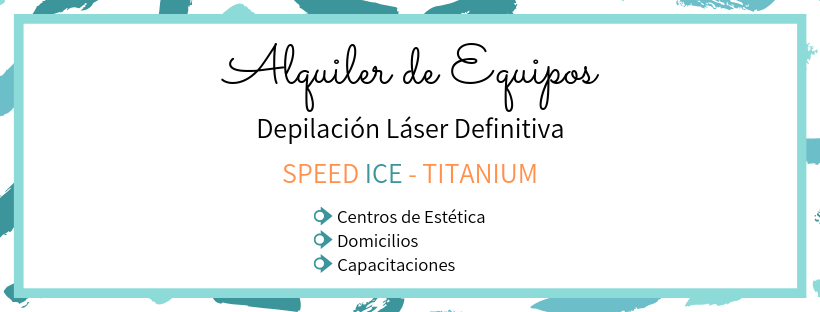 Alquiler de Equipos
Depilación Láser Definitiva
SPEED ICE - TITANIUM
Centros de Estética
Domicilios
Capacitaciones